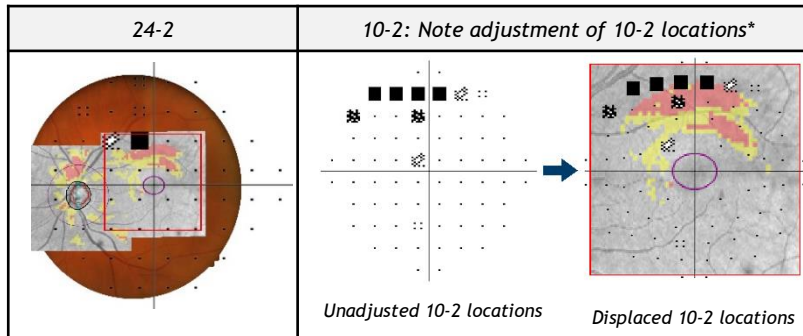 24-2
10-2: Note adjustment of 10-2 locations*
Unadjusted 10-2 locations
Displaced 10-2 locations